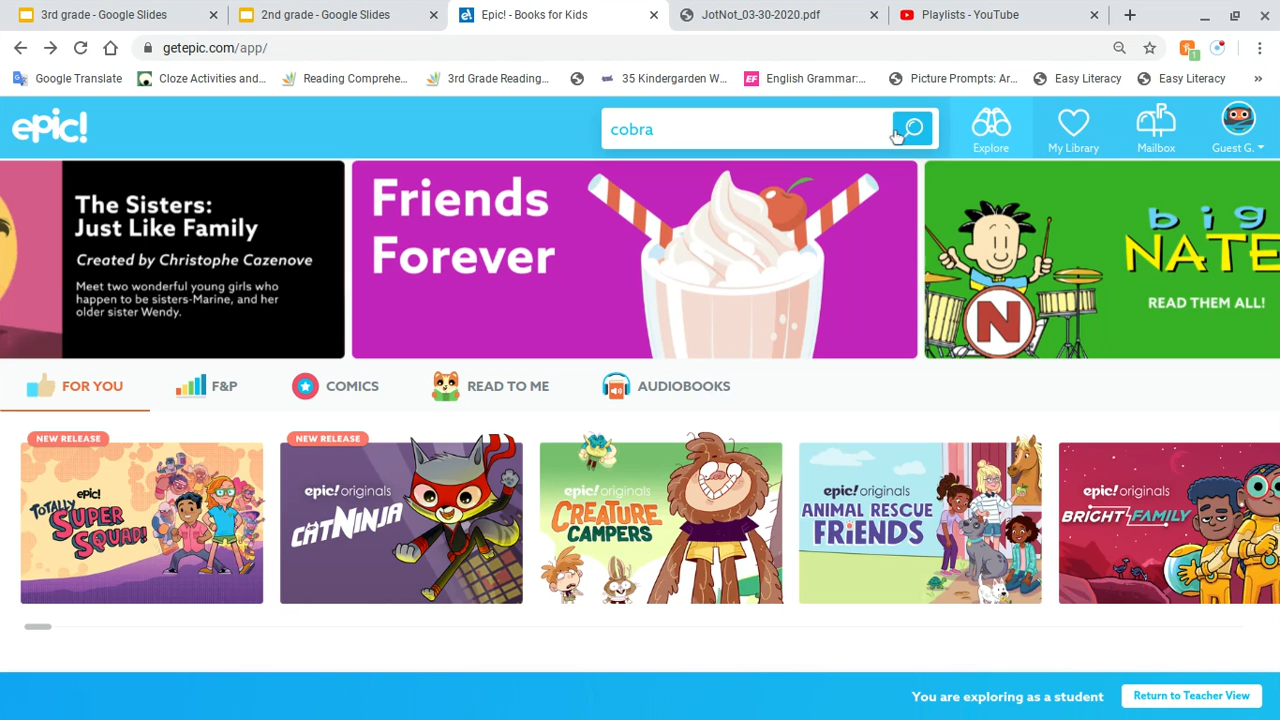 3rd grade - Google Slides
2nd grade - Google Slides
Epic! - Books for Kids
JotNot_03-30-2020.pdf
Playlists - YouTube
getepic.com/app/
1
Google Translate
Cloze Activities and...
Reading Comprehe...
3rd Grade Reading...
35 Kindergarden W...
EF
English Grammar:...
Picture Prompts: Ar...
Easy Literacy
Easy Literacy
»
epic!
cobra
Explore
My Library
Mailbox
Guest G.
The Sisters:
Just Like Family
Created by Christophe Cazenove
Meet two wonderful young girls who
happen to be sisters-Marine, and her
older sister Wendy.
Friends
Forever
big
NATE
READ THEM ALL!
N
FOR YOU
F&P
COMICS
READ TO ME
AUDIOBOOKS
NEW RELEASE
epic!
TOTALLY
SUPER
SQUAD!
NEW RELEASE
epic! originals
CATNINJA
epic! originals
CREATURE
CAMPERS
epic! originals
ANIMAL RESCUE
FRIENDS
epic! originals
BRIGHT FAMILY
You are exploring as a student
Return to Teacher View